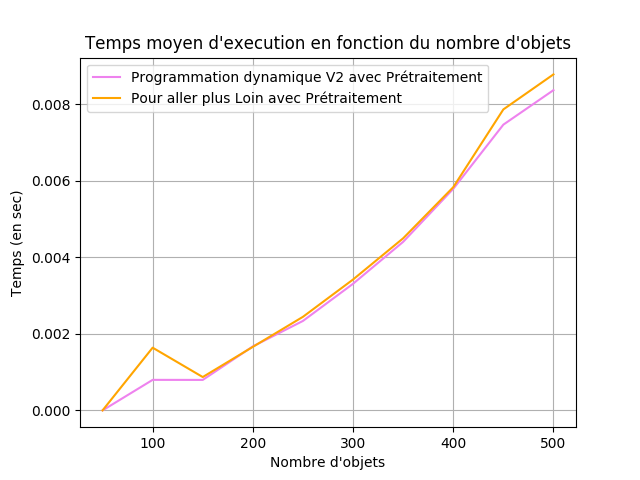 Temps moyen d'execution en fonction du nombre d'objets
Programmation dynamique V2 avec Prétraitement
Pour aller plus Loin avec Prétraitement
0.008
0.006
0.004
0.002
0.000
Temps (en sec)
100 200 300 400 500
Nombre d'objets